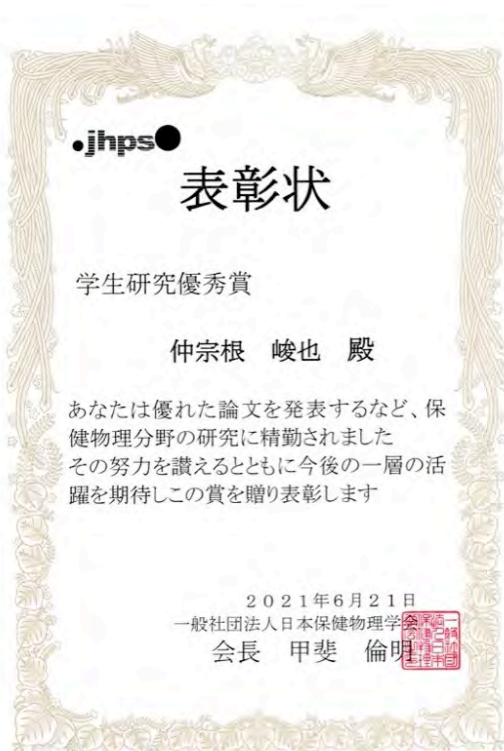 jhps
表彰状
学生研究優秀賞
仲宗根 峻也 殿
あなたは優れた論文を発表するなど、保
健物理分野の研究に精勤されました
その努力を讃えるとともに今後の一層の活
躍を期待しこの賞を贈り表彰します
2021年6月21日
一般社団法人日本保健物理学会
会長 甲斐 倫明